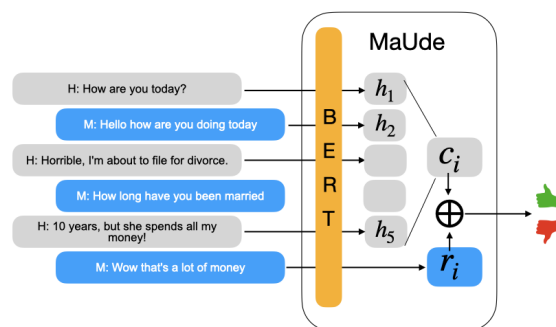 MaUde
H: How are you today?
M: Hello how are you doing today
H: Horrible, I'm about to file for divorce.
M: How long have you been married
H: 10 years, but she spends all my
money!
M: Wow that's a lot of money
B
E
R
T
h₁
h₂
h₅
cᵢ
rᵢ